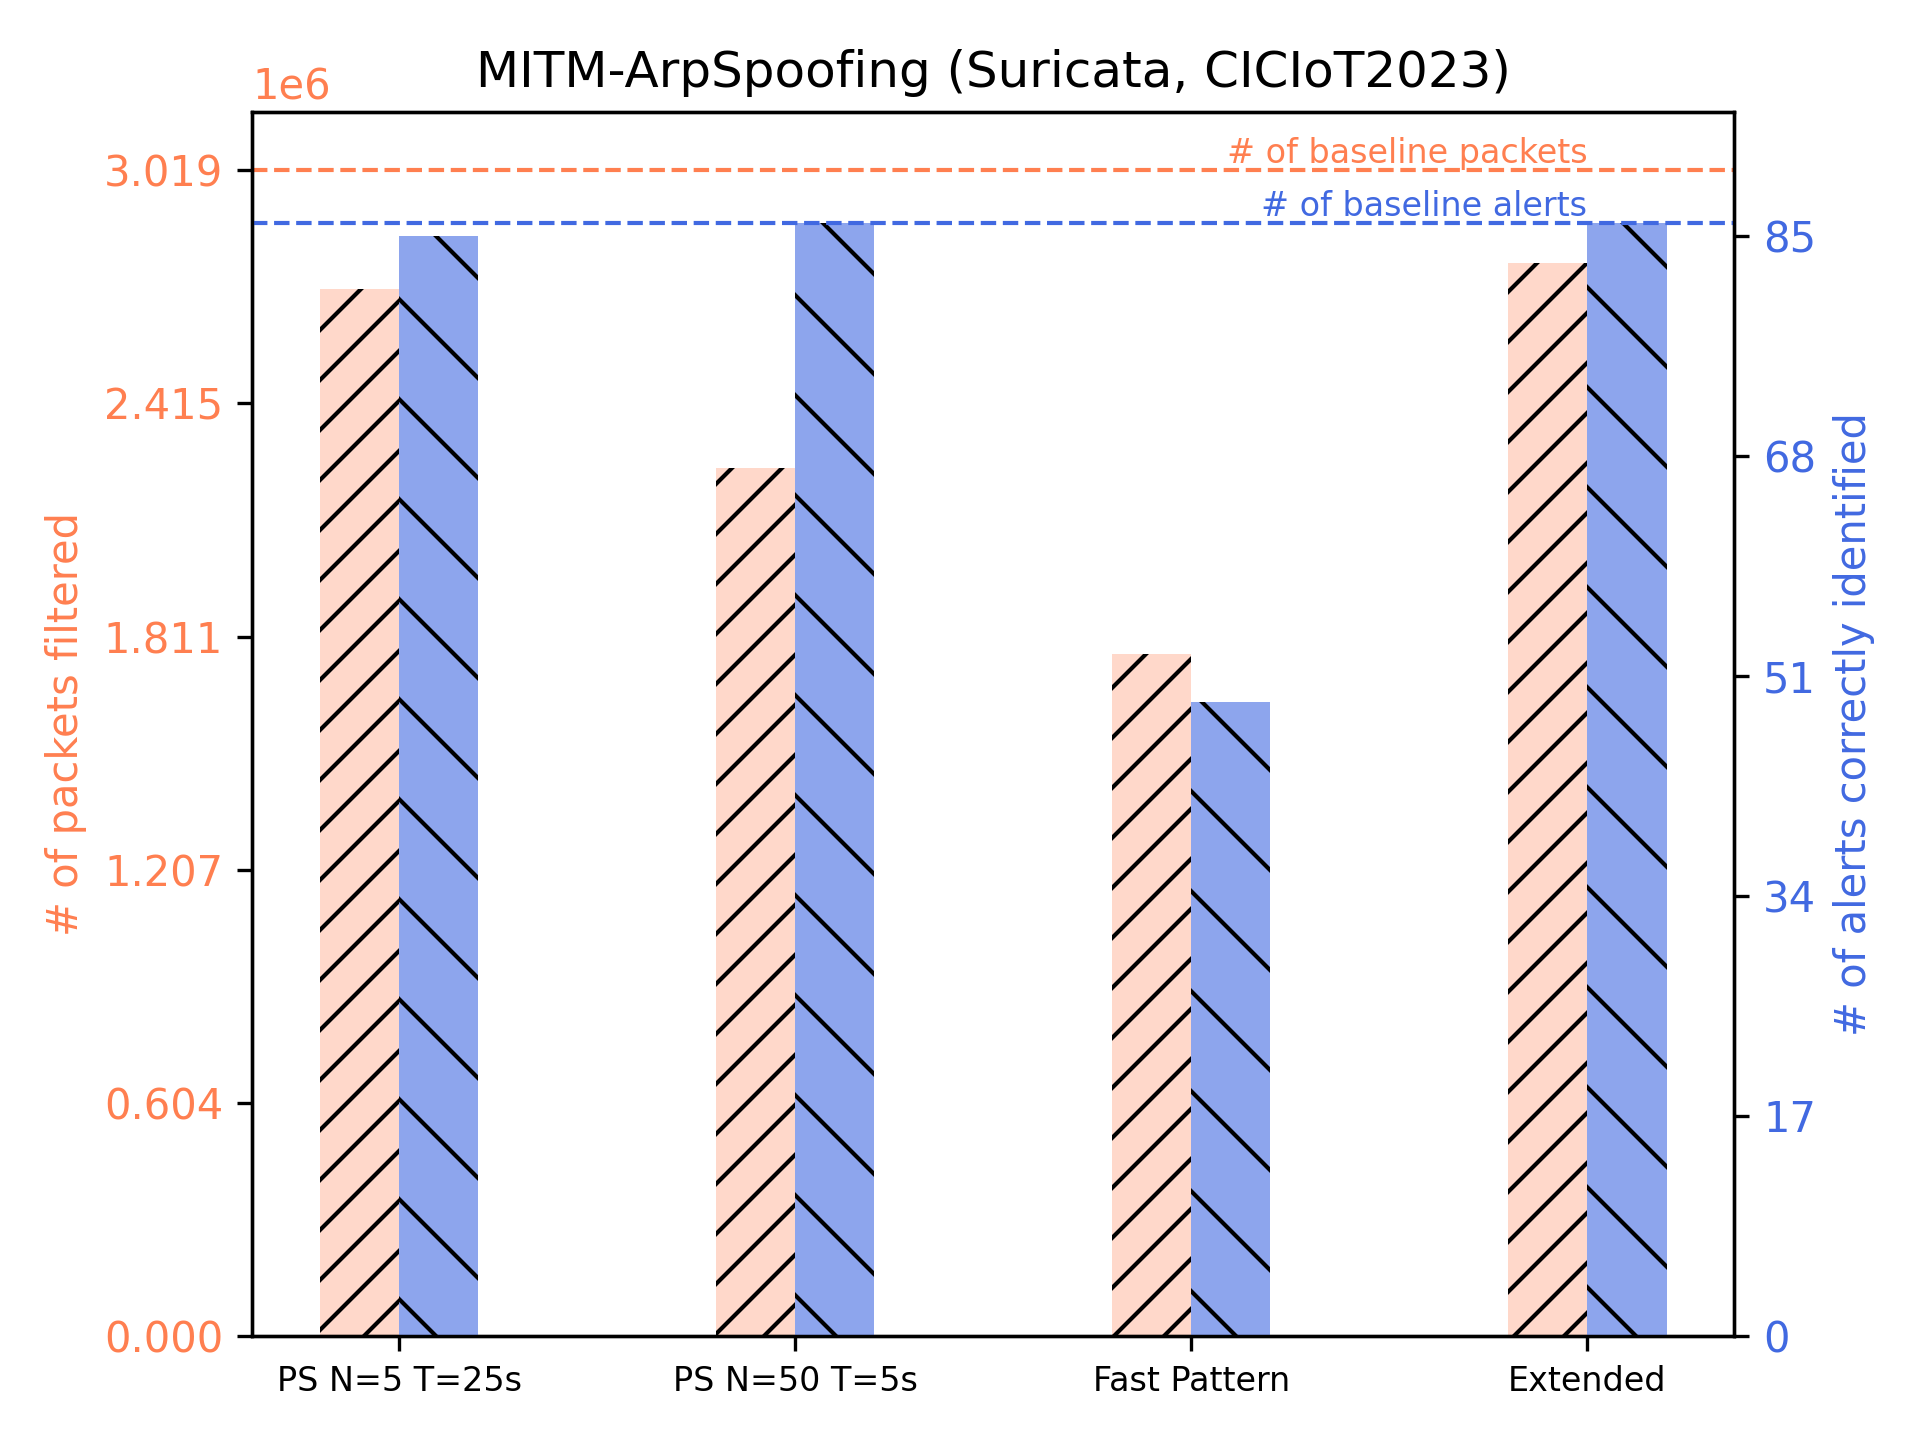 MITM-ArpSpoofing (Suricata, CICIoT2023)
1e6
# of baseline packets
# of baseline alerts
3.019
2.415
1.811
1.207
0.604
0.000
# of packets filtered
85
68
51
34
17
0
# of alerts correctly identified
PS N=5 T=25s
PS N=50 T=5s
Fast Pattern
Extended